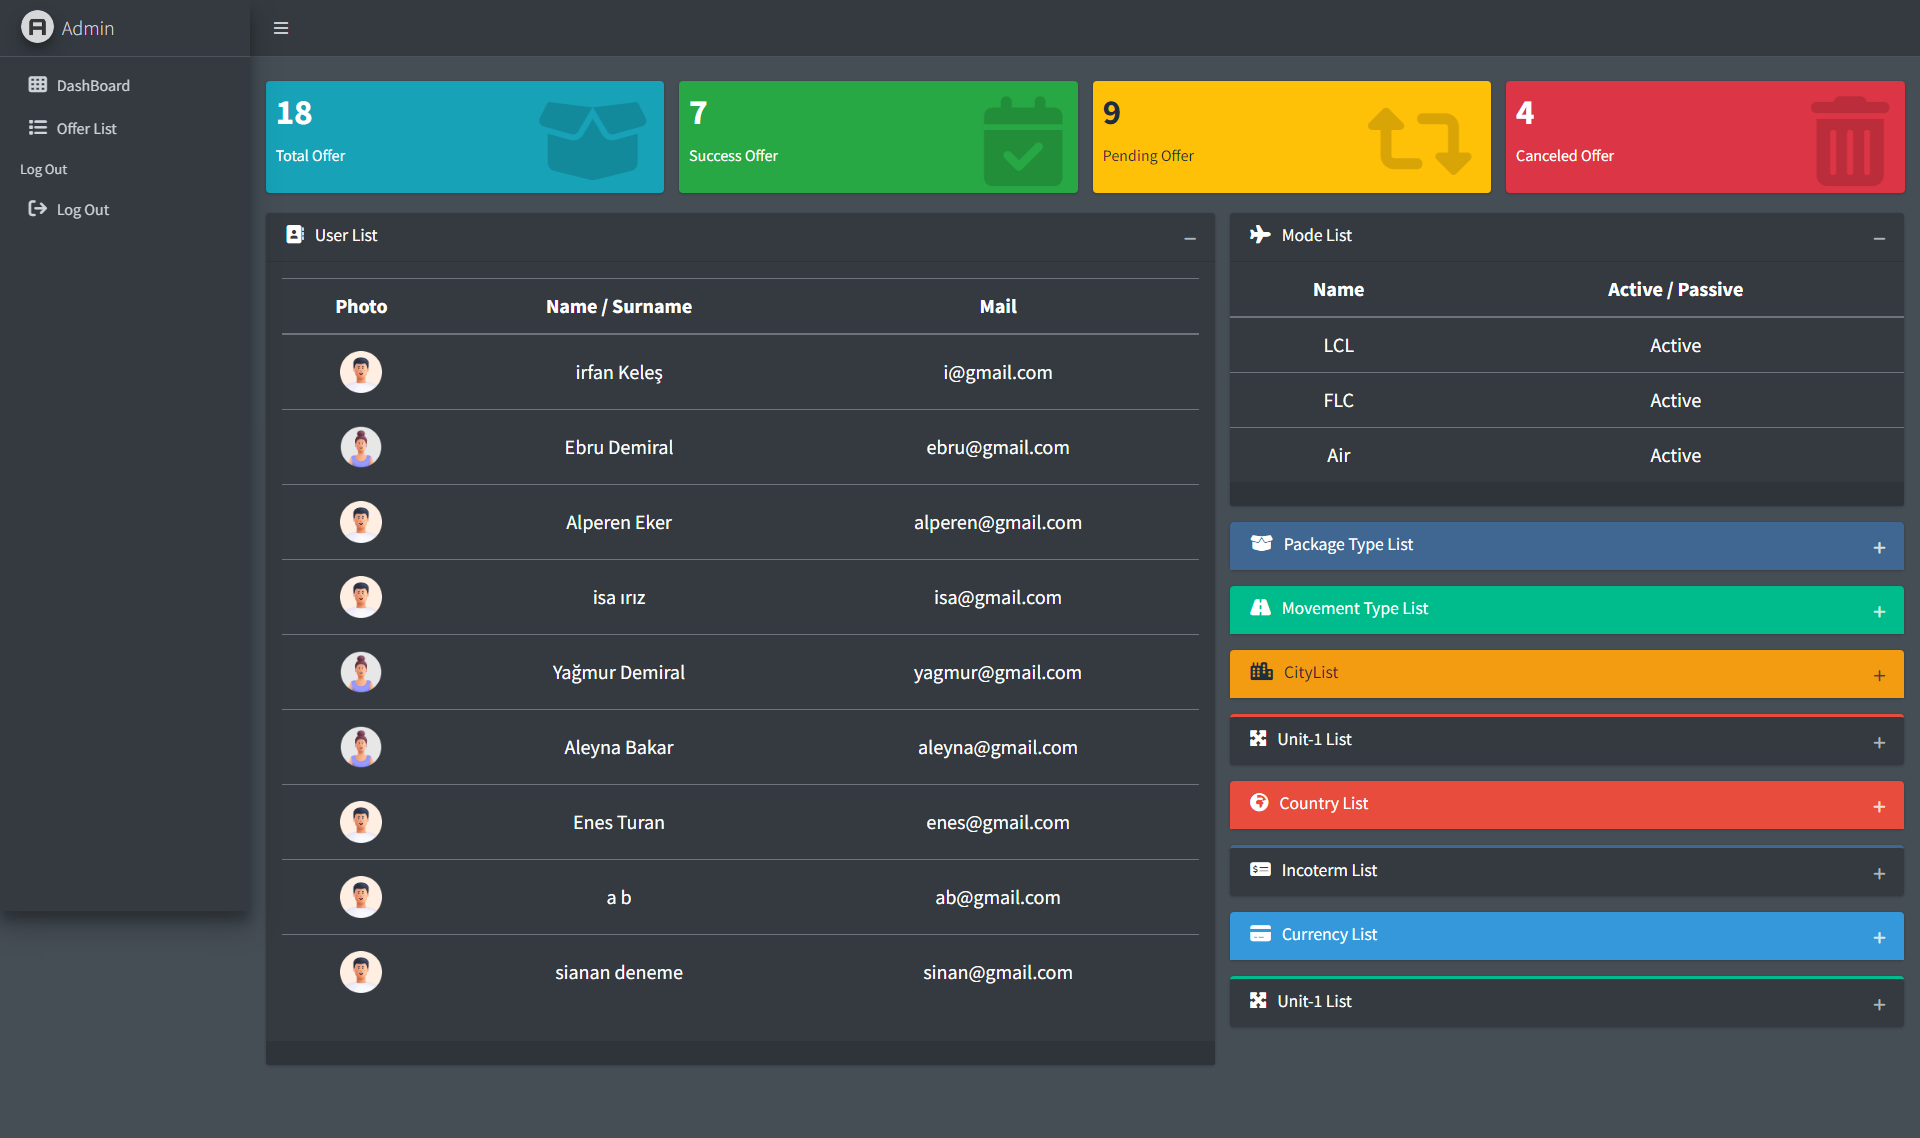 Admin
DashBoard
Offer List
Log Out
Log Out
18
Total Offer
7
Success Offer
9
Pending Offer
4
Canceled Offer
User List
Photo Name / Surname Mail
irfan Keleş i@gmail.com
Ebru Demiral ebru@gmail.com
Alperen Eker alperen@gmail.com
isa ırız isa@gmail.com
Yağmur Demiral yagmur@gmail.com
Aleyna Bakar aleyna@gmail.com
Enes Turan enes@gmail.com
a b ab@gmail.com
sianan deneme sinan@gmail.com
Mode List
Name Active / Passive
LCL Active
FLC Active
Air Active
Package Type List
Movement Type List
CityList
Unit-1 List
Country List
Incoterm List
Currency List
Unit-1 List